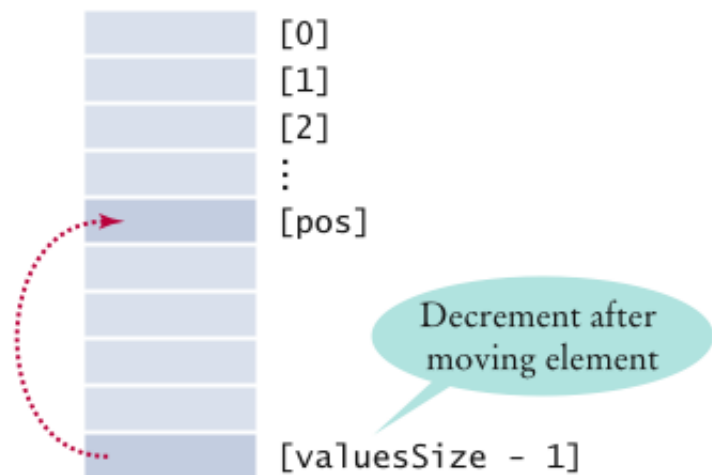 [0]
[1]
[2]
⋮
[pos]
Decrement after
moving element
[valuesSize - 1]